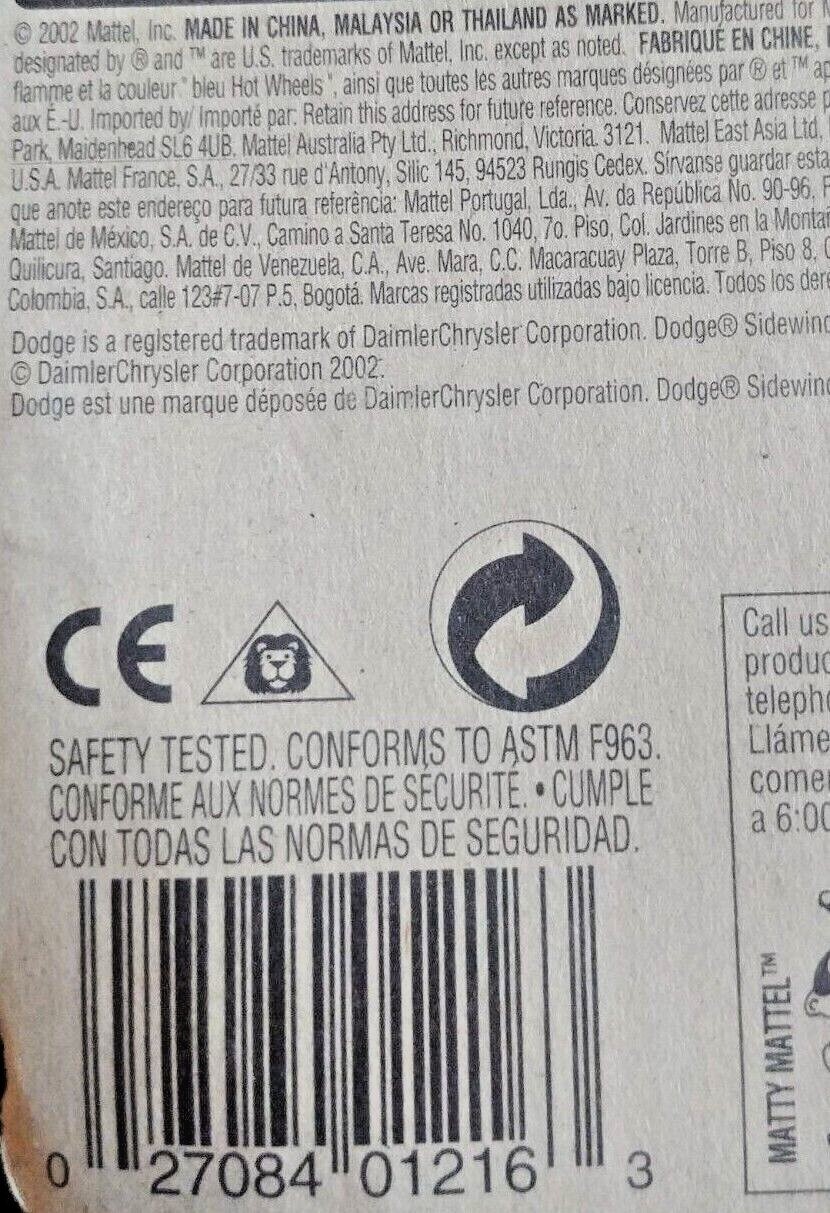 © 2002 Mattel, Inc. MADE IN CHINA, MALAYSIA OR THAILAND AS MARKED. Manufactured for
designated by ® and ™ are U.S. trademarks of Mattel, Inc. except as noted. FABRIQUÉ EN CHINE,
flamme et la couleur " bleu Hot Wheels ", ainsi que toutes les autres marques désignées par ® et ™ ap
aux É.-U. Imported by/ Importé par: Retain this address for future reference. Conservez cette adresse p
Park, Maidenhead SL6 4UB. Mattel Australia Pty Ltd., Richmond, Victoria. 3121. Mattel East Asia Ltd,
U.S.A. Mattel France, S.A., 27/33 rue d'Antony, Silic 145, 94523 Rungis Cedex. Sírvanse guardar esta
que anote este endereço para futura referência: Mattel Portugal, Lda., Av. da República No. 90-96,
Mattel de México, S.A. de C.V., Camino a Santa Teresa No. 1040, 7o. Piso, Col. Jardines en la Montañ
Quilicura, Santiago. Mattel de Venezuela, C.A., Ave. Mara, C.C. Macaracuay Plaza, Torre B, Piso 8,
Colombia, S.A., calle 123#7-07 P.5, Bogotá. Marcas registradas utilizadas bajo licencia. Todos los dere
Dodge is a registered trademark of DaimlerChrysler Corporation. Dodge® Sidewind
© DaimlerChrysler Corporation 2002.
Dodge est une marque déposée de DaimlerChrysler Corporation. Dodge® Sidewind
CE
SAFETY TESTED. CONFORMS TO ASTM F963.
CONFORME AUX NORMES DE SÉCURITÉ. • CUMPLE
CON TODAS LAS NORMAS DE SEGURIDAD.
0 27084 01216 3
Call us
produc
telepho
Lláme
comer
a 6:00
MATTY MATTEL™